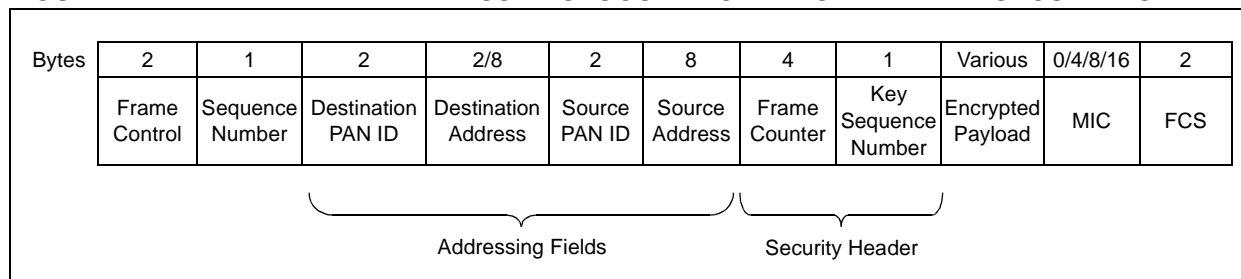 Bytes 2 1 2 2/8 2 8 4 1 Various 0/4/8/16 2
Frame Control
Sequence Number
Destination PAN ID
Destination Address
Source PAN ID
Source Address
Frame Counter
Key Sequence Number
Encrypted Payload
MIC
FCS
Addressing Fields
Security Header